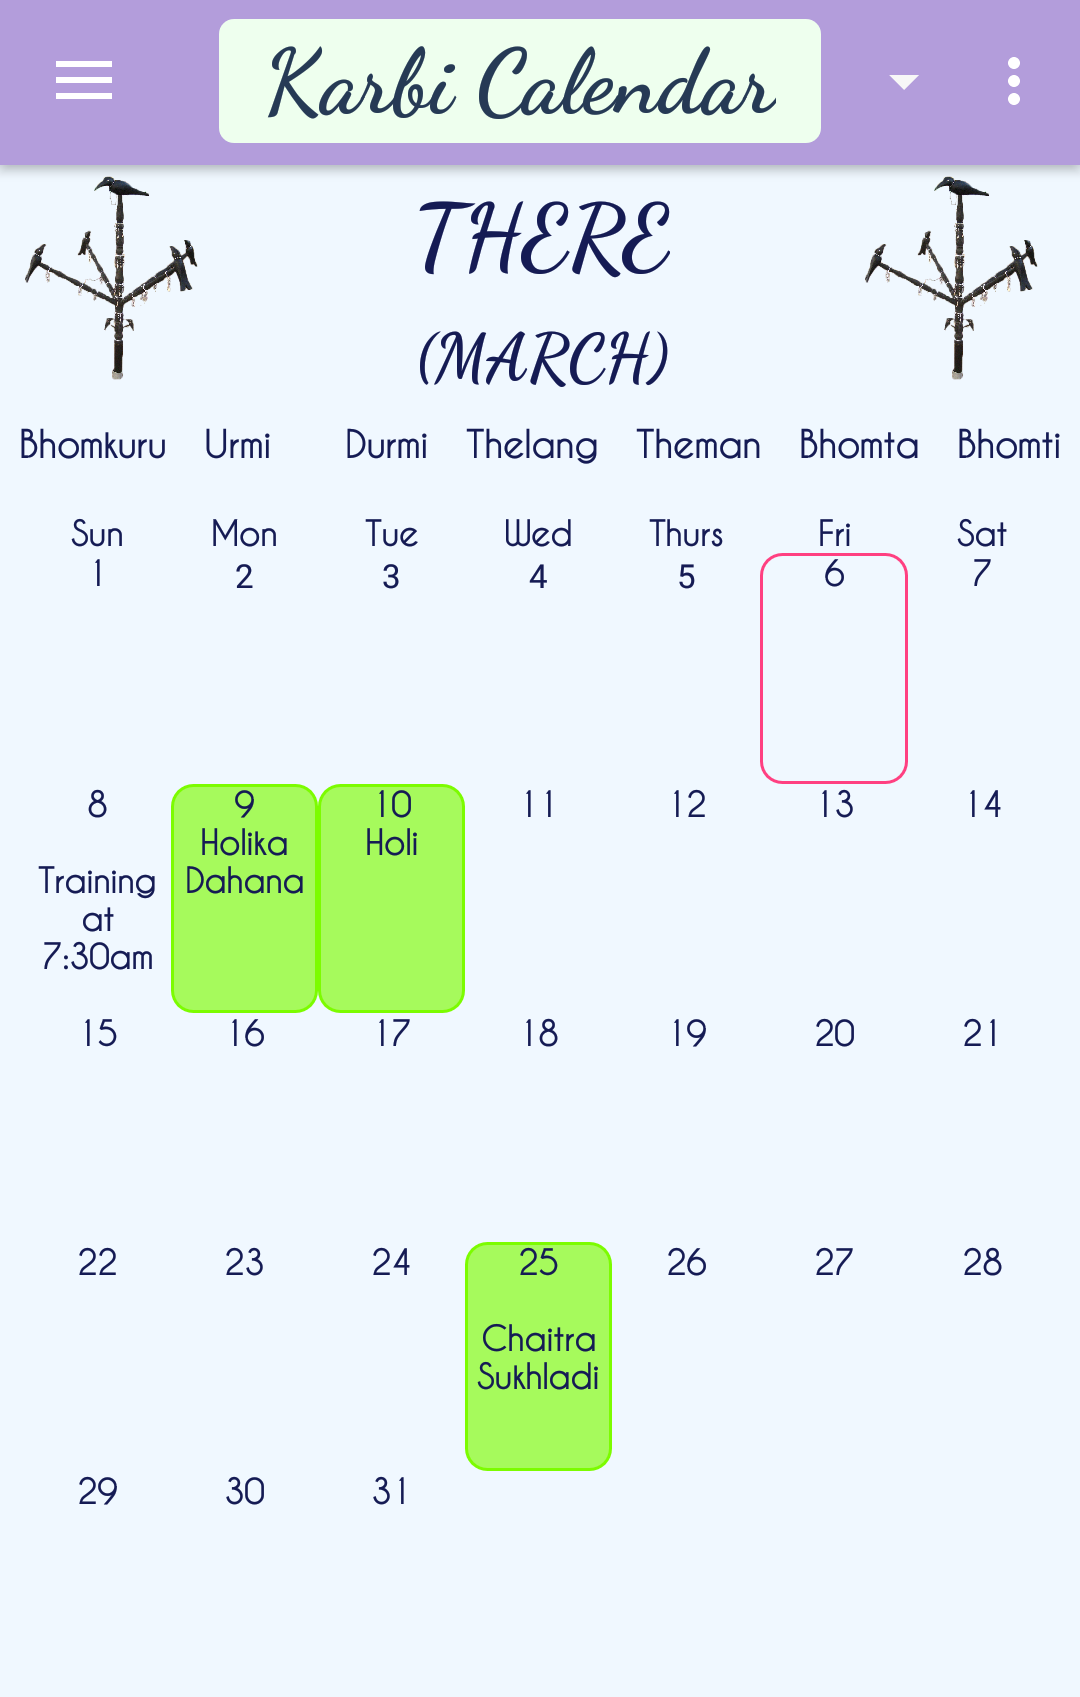 Karbi Calendar
THERE
(MARCH)
Bhomkuru Urmi Durmi Thelang Theman Bhomta Bhomti
Sun Mon Tue Wed Thurs Fri Sat
1 2 3 4 5 6 7
8 9 10 11 12 13 14
Holika Holi
Training Dahana
at
7:30am
15 16 17 18 19 20 21
22 23 24 25 26 27 28
Chaitra
Sukhladi
29 30 31